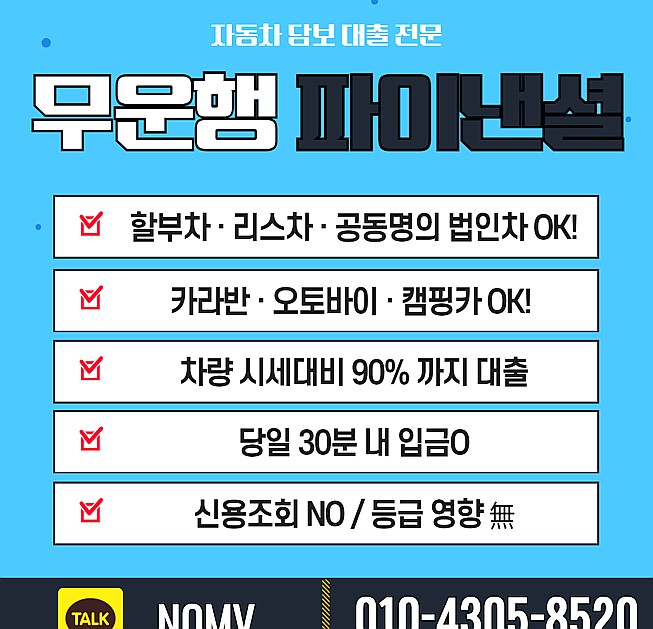 자동차 담보 대출 전문
무운행 파이낸셜
할부차 · 리스차 · 공동명의 법인차 OK!
카라반 · 오토바이 · 캠핑카 OK!
차량 시세대비 90% 까지 대출
당일 30분 내 입금O
신용조회 NO / 등급 영향 無
TALK NOMV 010-4305-8520